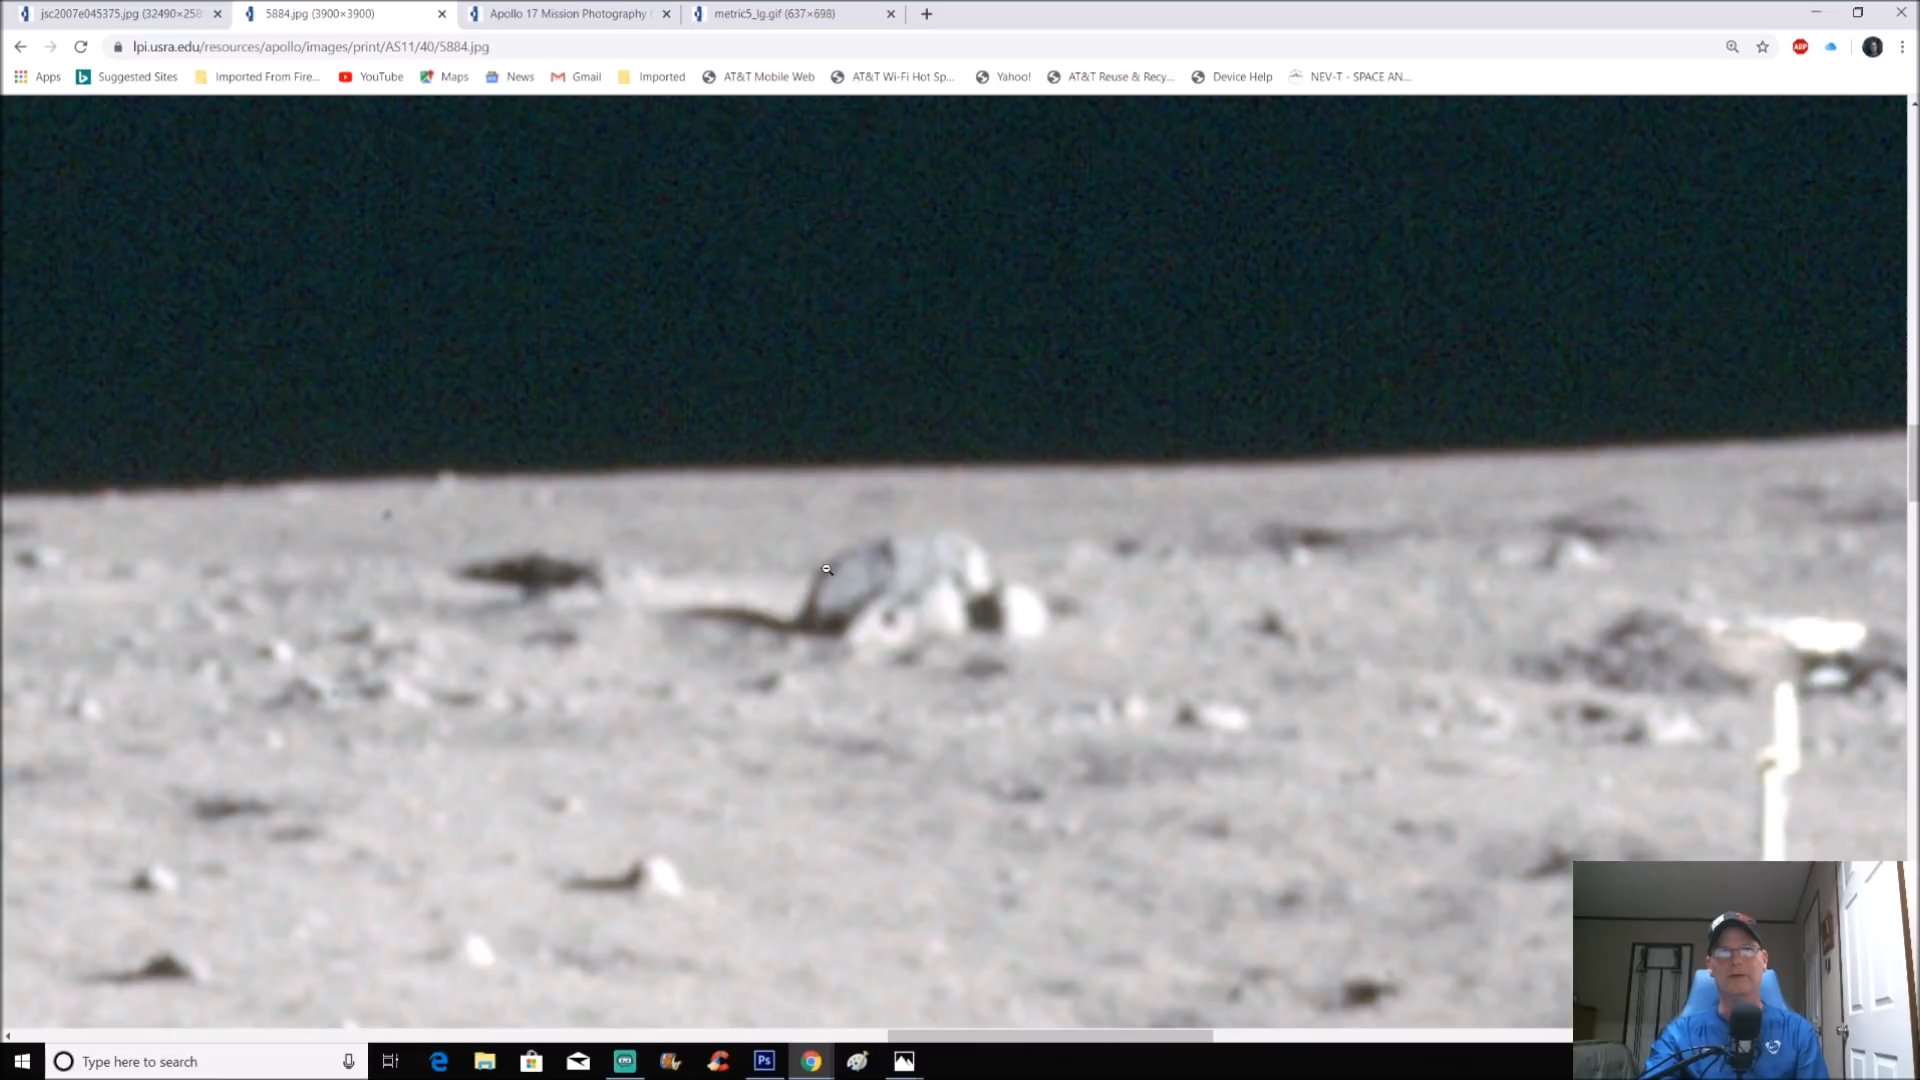 jsc2007e045375.jpg (32490×258
5884.jpg (3900×3900)
Apollo 17 Mission Photography
metric5_lg.gif (637×698)
lpi.usra.edu/resources/apollo/images/print/AS11/40/5884.jpg
ABP
Apps
Suggested Sites
Imported From Fire...
YouTube
Maps
News
Gmail
Imported
AT&T Mobile Web
AT&T Wi-Fi Hot Sp...
Yahoo!
AT&T Reuse & Recy...
Device Help
NEV-T - SPACE AN...
Type here to search
Ps